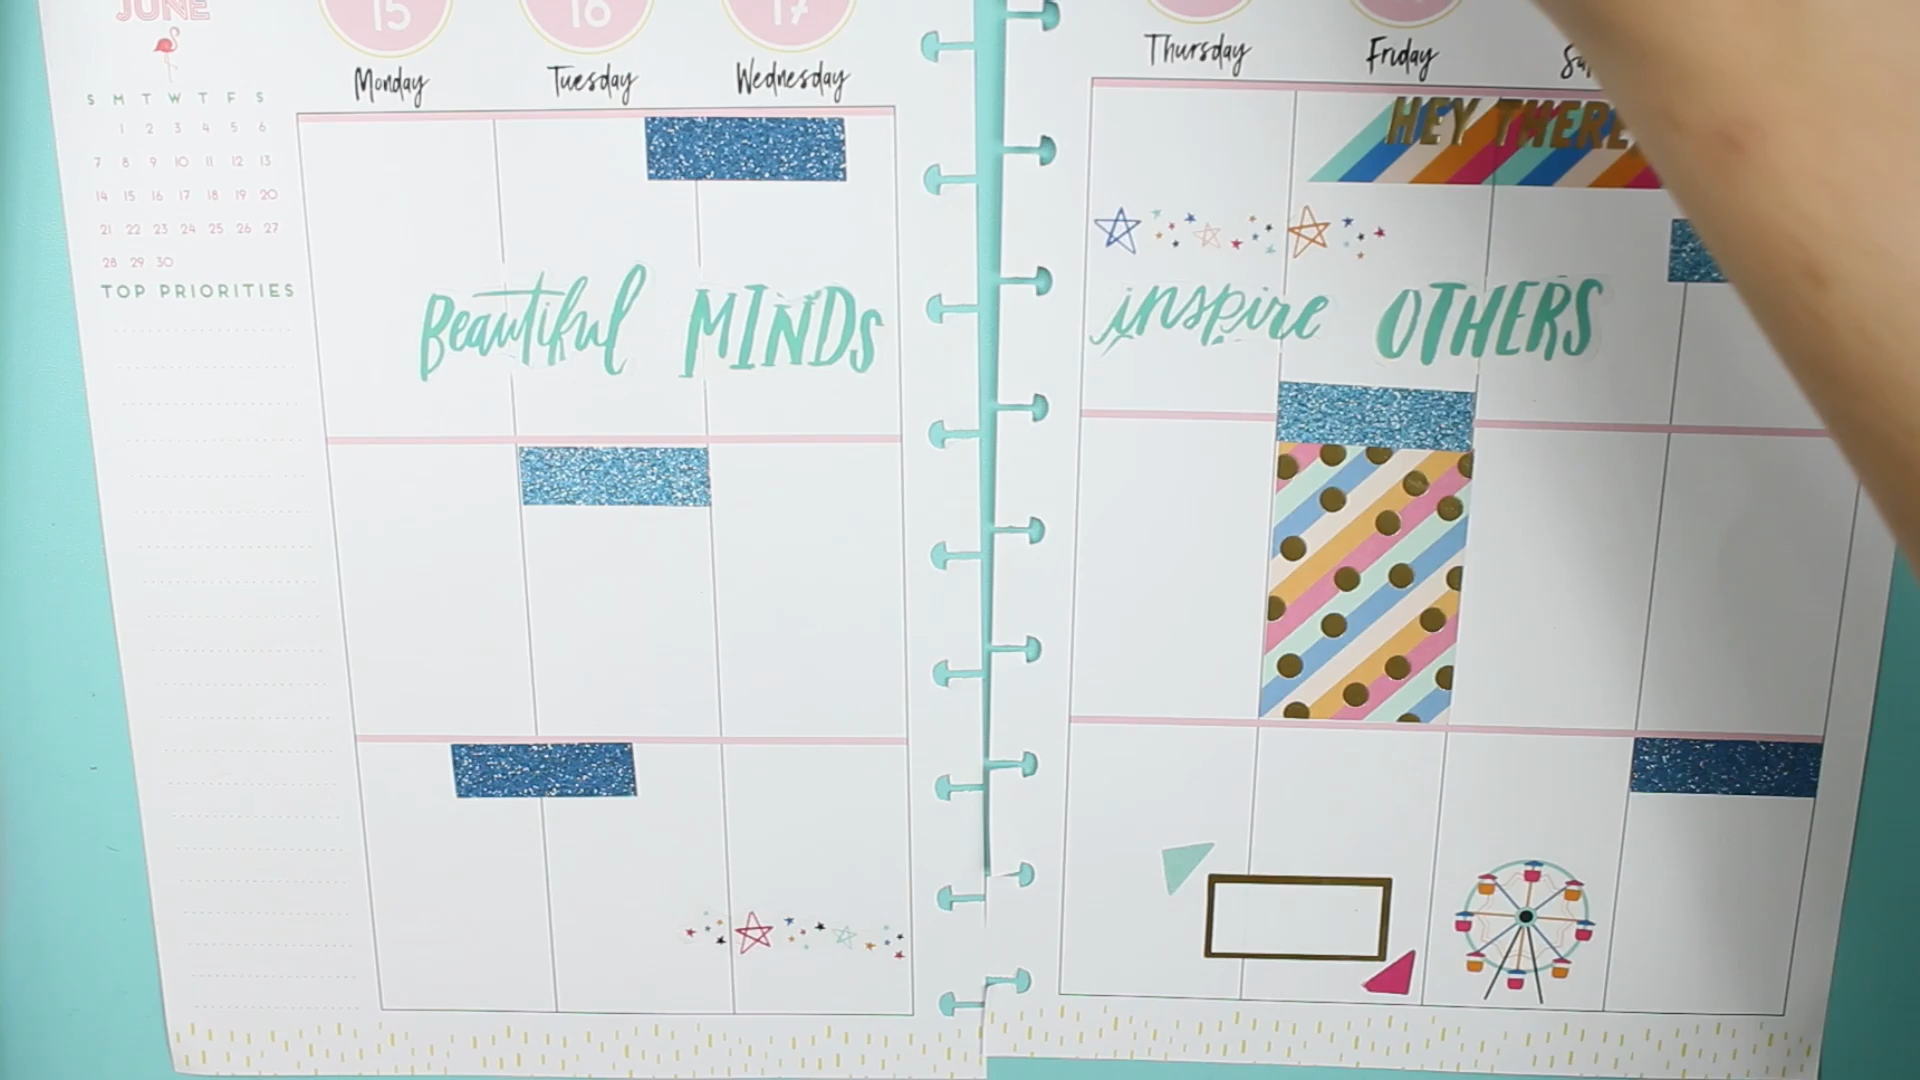 JUNE
15
16
17
Monday
Tuesday
Wednesday
Thursday
Friday
S M T W T F S
1 2 3 4 5 6
7 8 9 10 11 12 13
14 15 16 17 18 19 20
21 22 23 24 25 26 27
28 29 30
TOP PRIORITIES
HEY THERE
Beautiful MINDS
inspire OTHERS